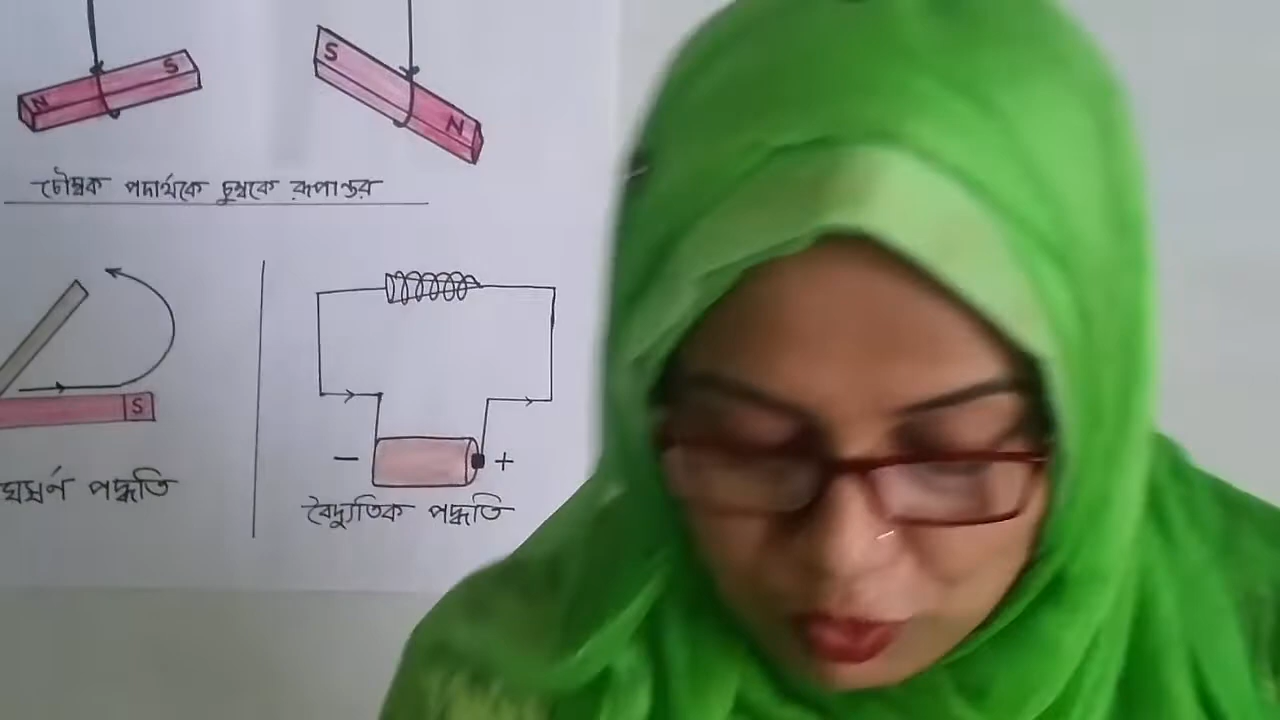 N S
S N
চৌম্বক পদার্থকে চুম্বকে রূপান্তর
S
− +
ঘর্ষণ পদ্ধতি
বৈদ্যুতিক পদ্ধতি